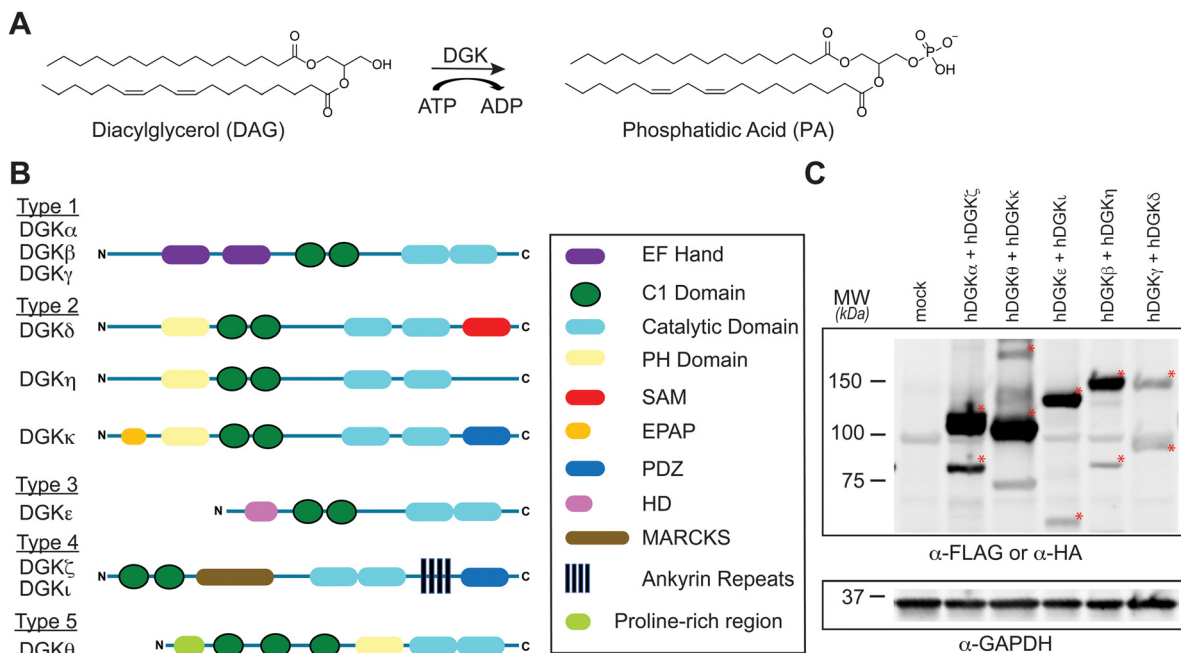 A
O
O
OH
O
O
DGK
ATP
ADP
O
O
O
P
O⁻
OH
O
O
Diacylglycerol (DAG)
Phosphatidic Acid (PA)
B
Type 1
DGKα
DGKβ
DGKγ
N
C
Type 2
DGKδ
N
C
DGKη
N
C
DGKκ
N
C
Type 3
DGKε
N
C
Type 4
DGKζ
DGKι
N
C
Type 5
DGKθ
N
C
EF Hand
C1 Domain
Catalytic Domain
PH Domain
SAM
EPAP
PDZ
HD
MARCKS
Ankyrin Repeats
Proline-rich region
C
MW
(kDa)
mock
hDGKα + hDGKζ
hDGKθ + hDGKκ
hDGKε + hDGKι
hDGKβ + hDGKη
hDGKγ + hDGKδ
150
100
75
*
*
*
*
*
*
*
*
*
*
α-FLAG or α-HA
37
α-GAPDH